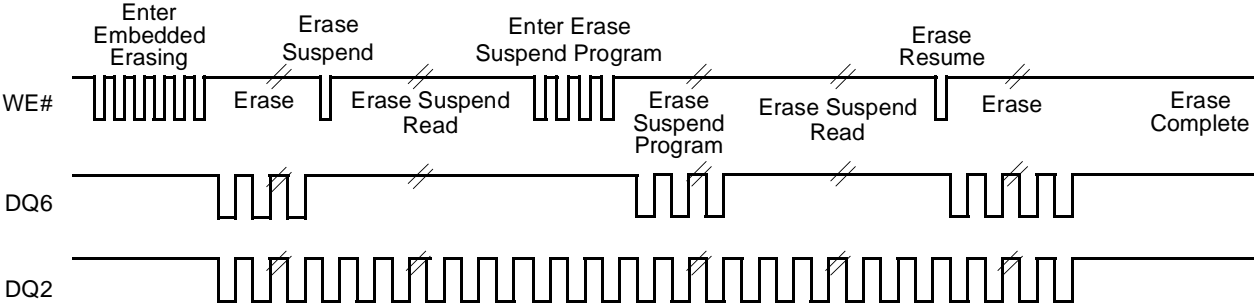 Enter
Embedded
Erasing
Erase
Suspend
Enter Erase
Suspend Program
Erase
Resume
WE#
Erase
Erase Suspend
Read
Erase
Suspend
Program
Erase Suspend
Read
Erase
Erase
Complete
DQ6
DQ2